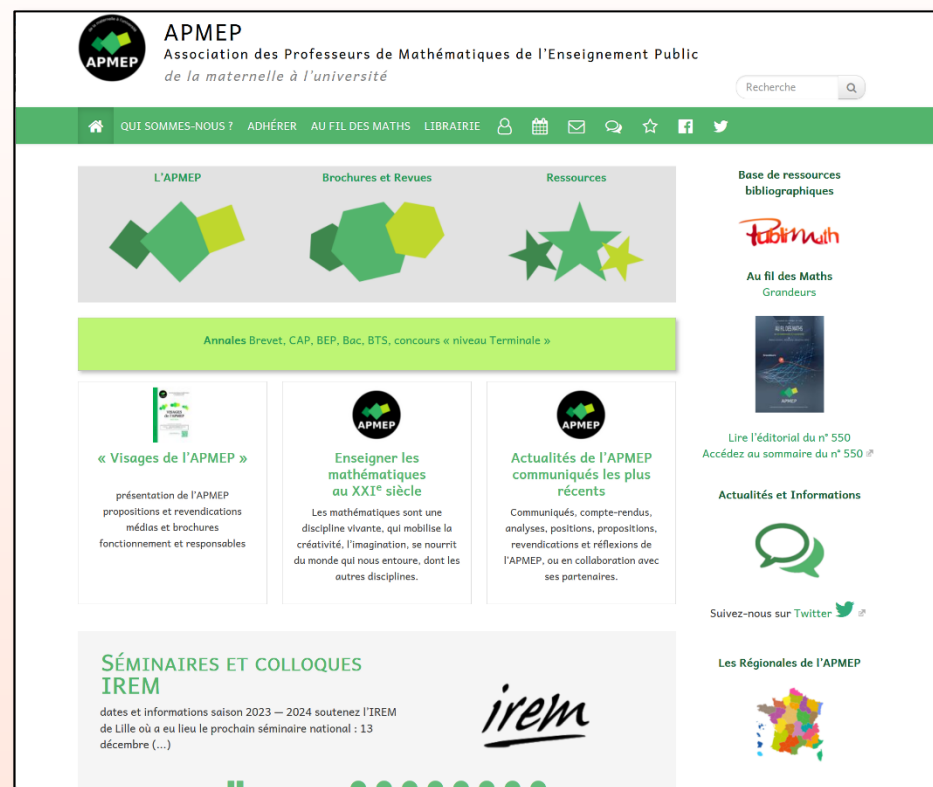 APMEP
APMEP
Association des Professeurs de Mathématiques de l'Enseignement Public
de la maternelle à l'université
Recherche
QUI SOMMES-NOUS ? ADHÉRER AU FIL DES MATHS LIBRAIRIE
L'APMEP
Brochures et Revues
Ressources
Annales Brevet, CAP, BEP, Bac, BTS, concours « niveau Terminale »
« Visages de l'APMEP »
présentation de l'APMEP
propositions et revendications
médias et brochures
fonctionnement et responsables
APMEP
Enseigner les
mathématiques
au XXIe siècle
Les mathématiques sont une
discipline vivante, qui mobilise la
créativité, l'imagination, se nourrit
du monde qui nous entoure, dont les
autres disciplines.
APMEP
Actualités de l'APMEP
communiqués les plus
récents
Communiqués, compte-rendus,
analyses, positions, propositions,
revendications et réflexions de
l'APMEP, ou en collaboration avec
ses partenaires.
Séminaires et colloques
IREM
dates et informations saison 2023 — 2024 soutenez l'IREM
de Lille où a eu lieu le prochain séminaire national : 13
décembre (...)
irem
Base de ressources
bibliographiques
PubliMath
Au fil des Maths
Grandeurs
AU FIL DES MATHS
APMEP
Lire l'éditorial du n° 550
Accédez au sommaire du n° 550
Actualités et Informations
Suivez-nous sur Twitter
Les Régionales de l'APMEP